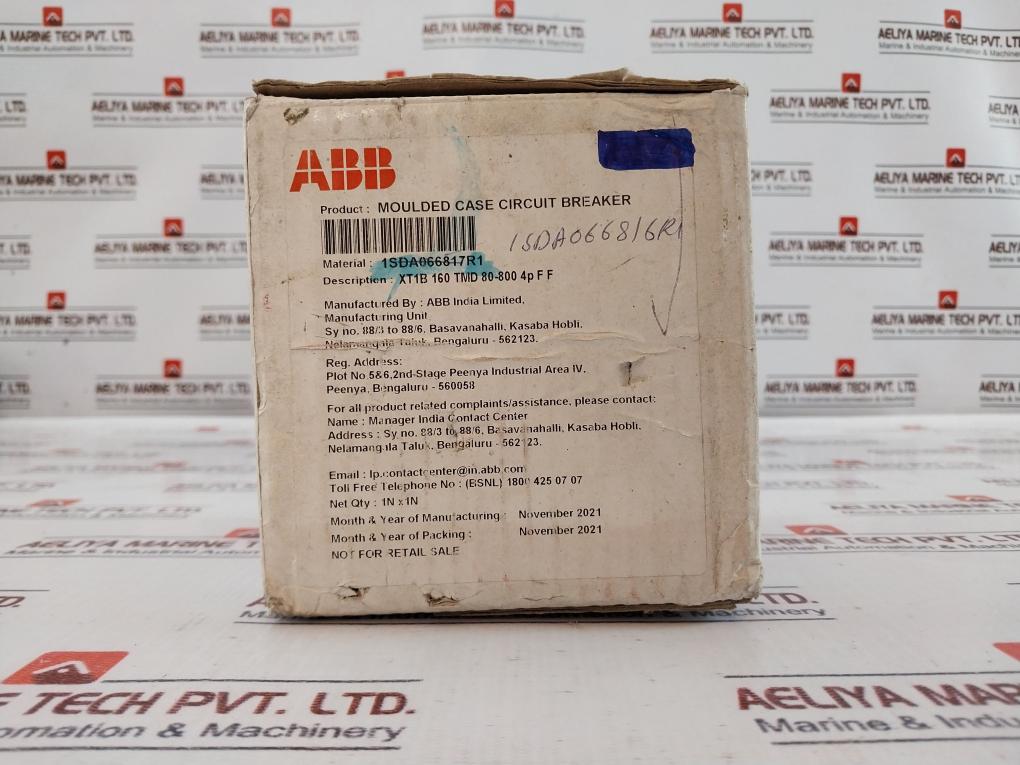 AELIYA MARINE TECH PVT. LTD.
Marine & Industrial Automation & Machinery
ABB
Product : MOULDED CASE CIRCUIT BREAKER
1SDA066816R1
Material : 1SDA066817R1
Description : XT1B 160 TMD 80-800 4p F F
Manufactured By : ABB India Limited,
Manufacturing Unit
Sy no. 88/3 to 88/6, Basavanahalli, Kasaba Hobli,
Nelamangala Taluk, Bengaluru - 562123.
Reg. Address:
Plot No.5&6,2nd-Stage Peenya Industrial Area IV,
Peenya, Bengaluru - 560058
For all product related complaints/assistance, please contact:
Name : Manager India Contact Center
Address : Sy no. 88/3 to 88/6, Basavanahalli, Kasaba Hobli,
Nelamangala Taluk, Bengaluru - 562123.
Email : lp.contactcenter@in.abb.com
Toll Free Telephone No : (BSNL) 1800 425 07 07
Net Qty : 1N x 1N
Month & Year of Manufacturing : November 2021
Month & Year of Packing : November 2021
NOT FOR RETAIL SALE